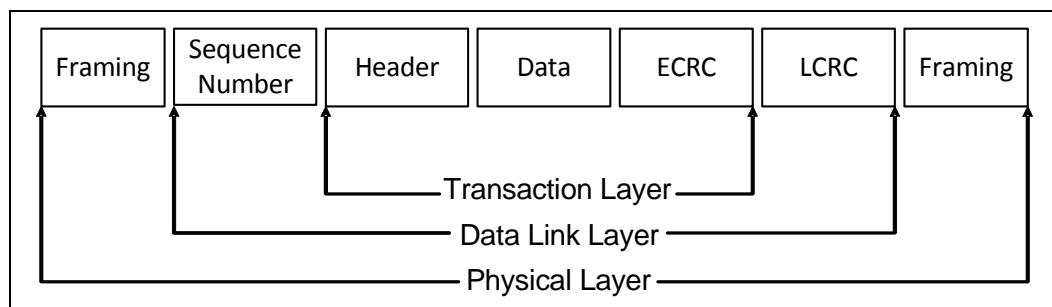 Framing
Sequence
Number
Header
Data
ECRC
LCRC
Framing
Transaction Layer
Data Link Layer
Physical Layer